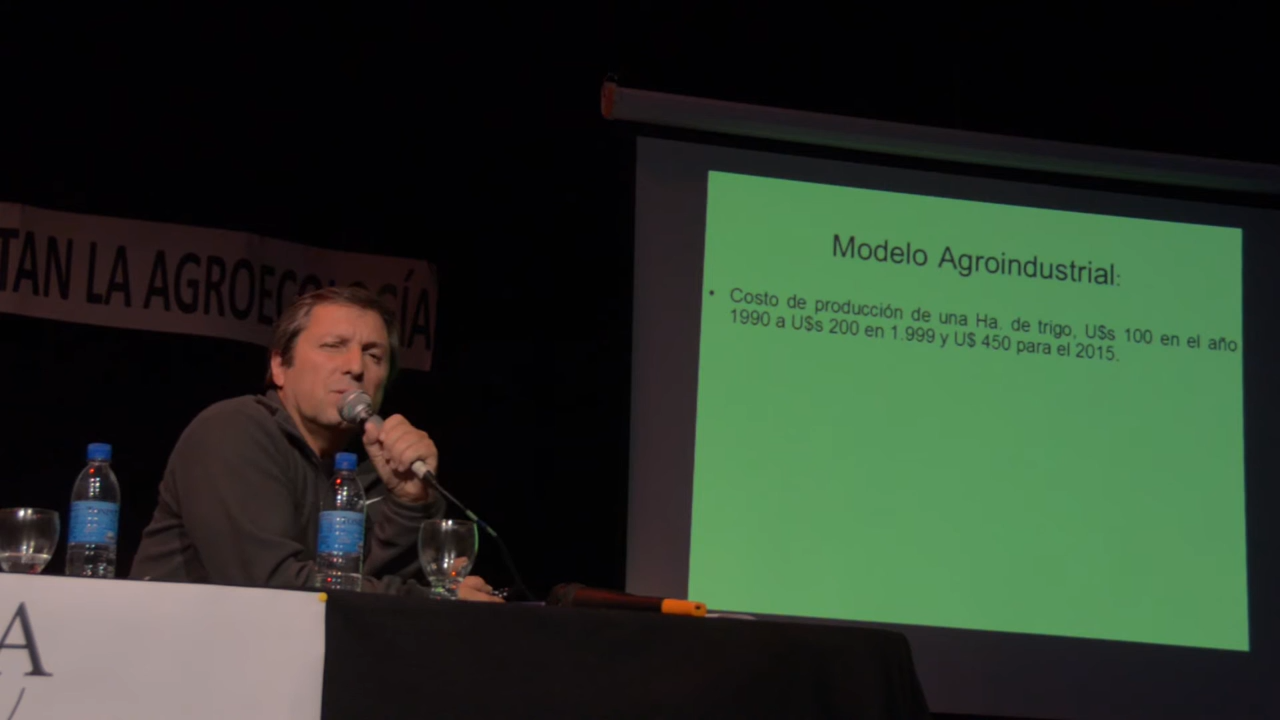 TAN LA AGROECOLOGÍA
Modelo Agroindustrial:
• Costo de producción de una Ha. de trigo, U$s 100 en el año
1990 a U$s 200 en 1.999 y U$ 450 para el 2015.
A